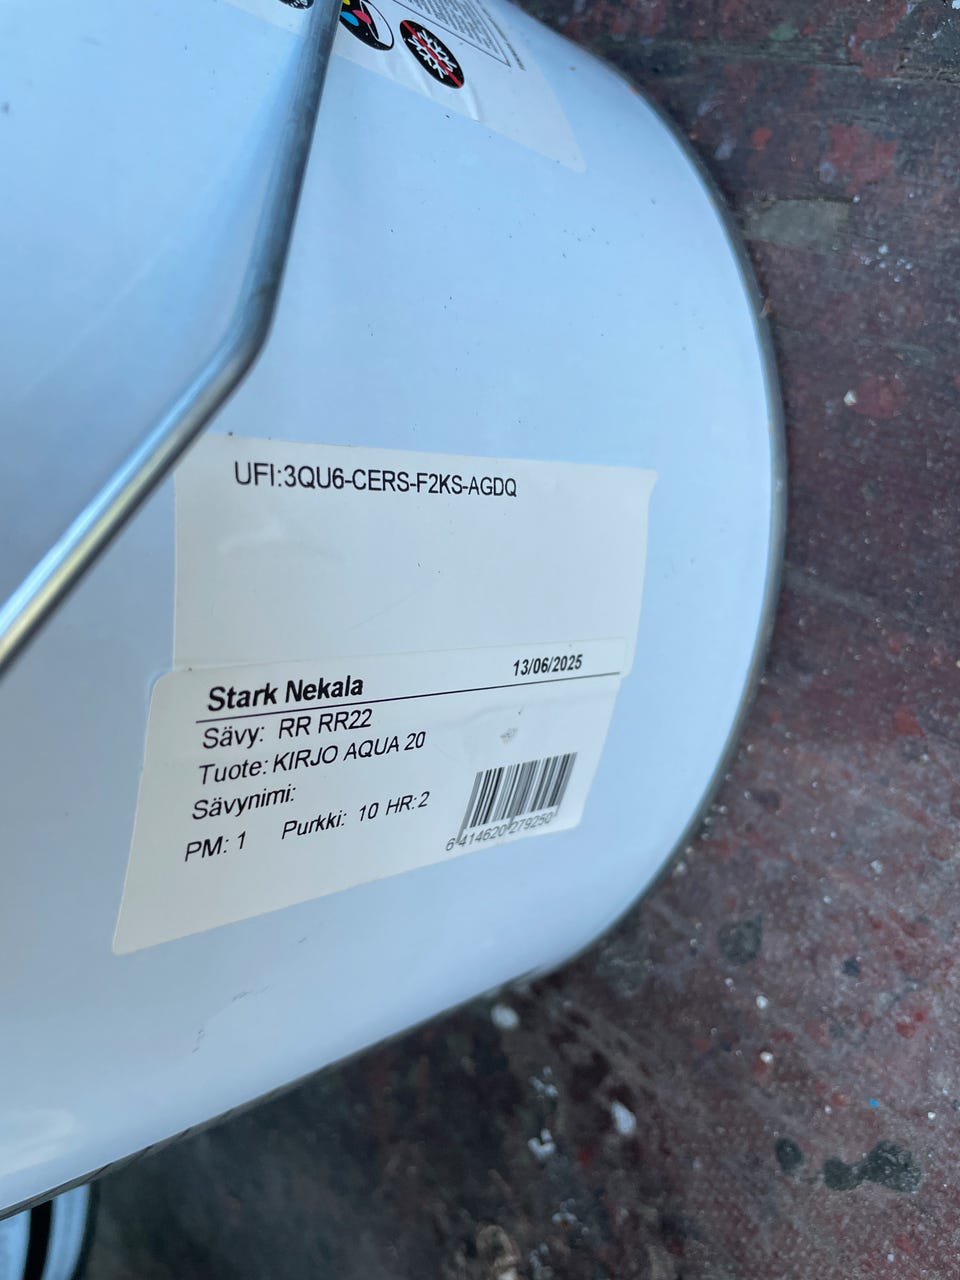 UFI:3QU6-CERS-F2KS-AGDQ
Stark Nekala 13/06/2025
Sävy: RR RR22
Tuote: KIRJO AQUA 20
Sävynimi:
PM: 1 Purkki: 10 HR: 2
6 414620 279250